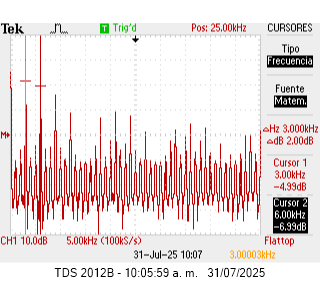 Tek T Trig'd Pos: 25.00kHz CURSORES
Tipo
Frecuencia
Fuente
Matem.
M
△Hz 3.000kHz
△dB 2.00dB
Cursor 1
3.00kHz
-4.99dB
Cursor 2
6.00kHz
-6.99dB
CH1 10.0dB 5.00kHz (100kS/s) Flattop
31-Jul-25 10:07 3.00003kHz
TDS 2012B - 10:05:59 a. m. 31/07/2025